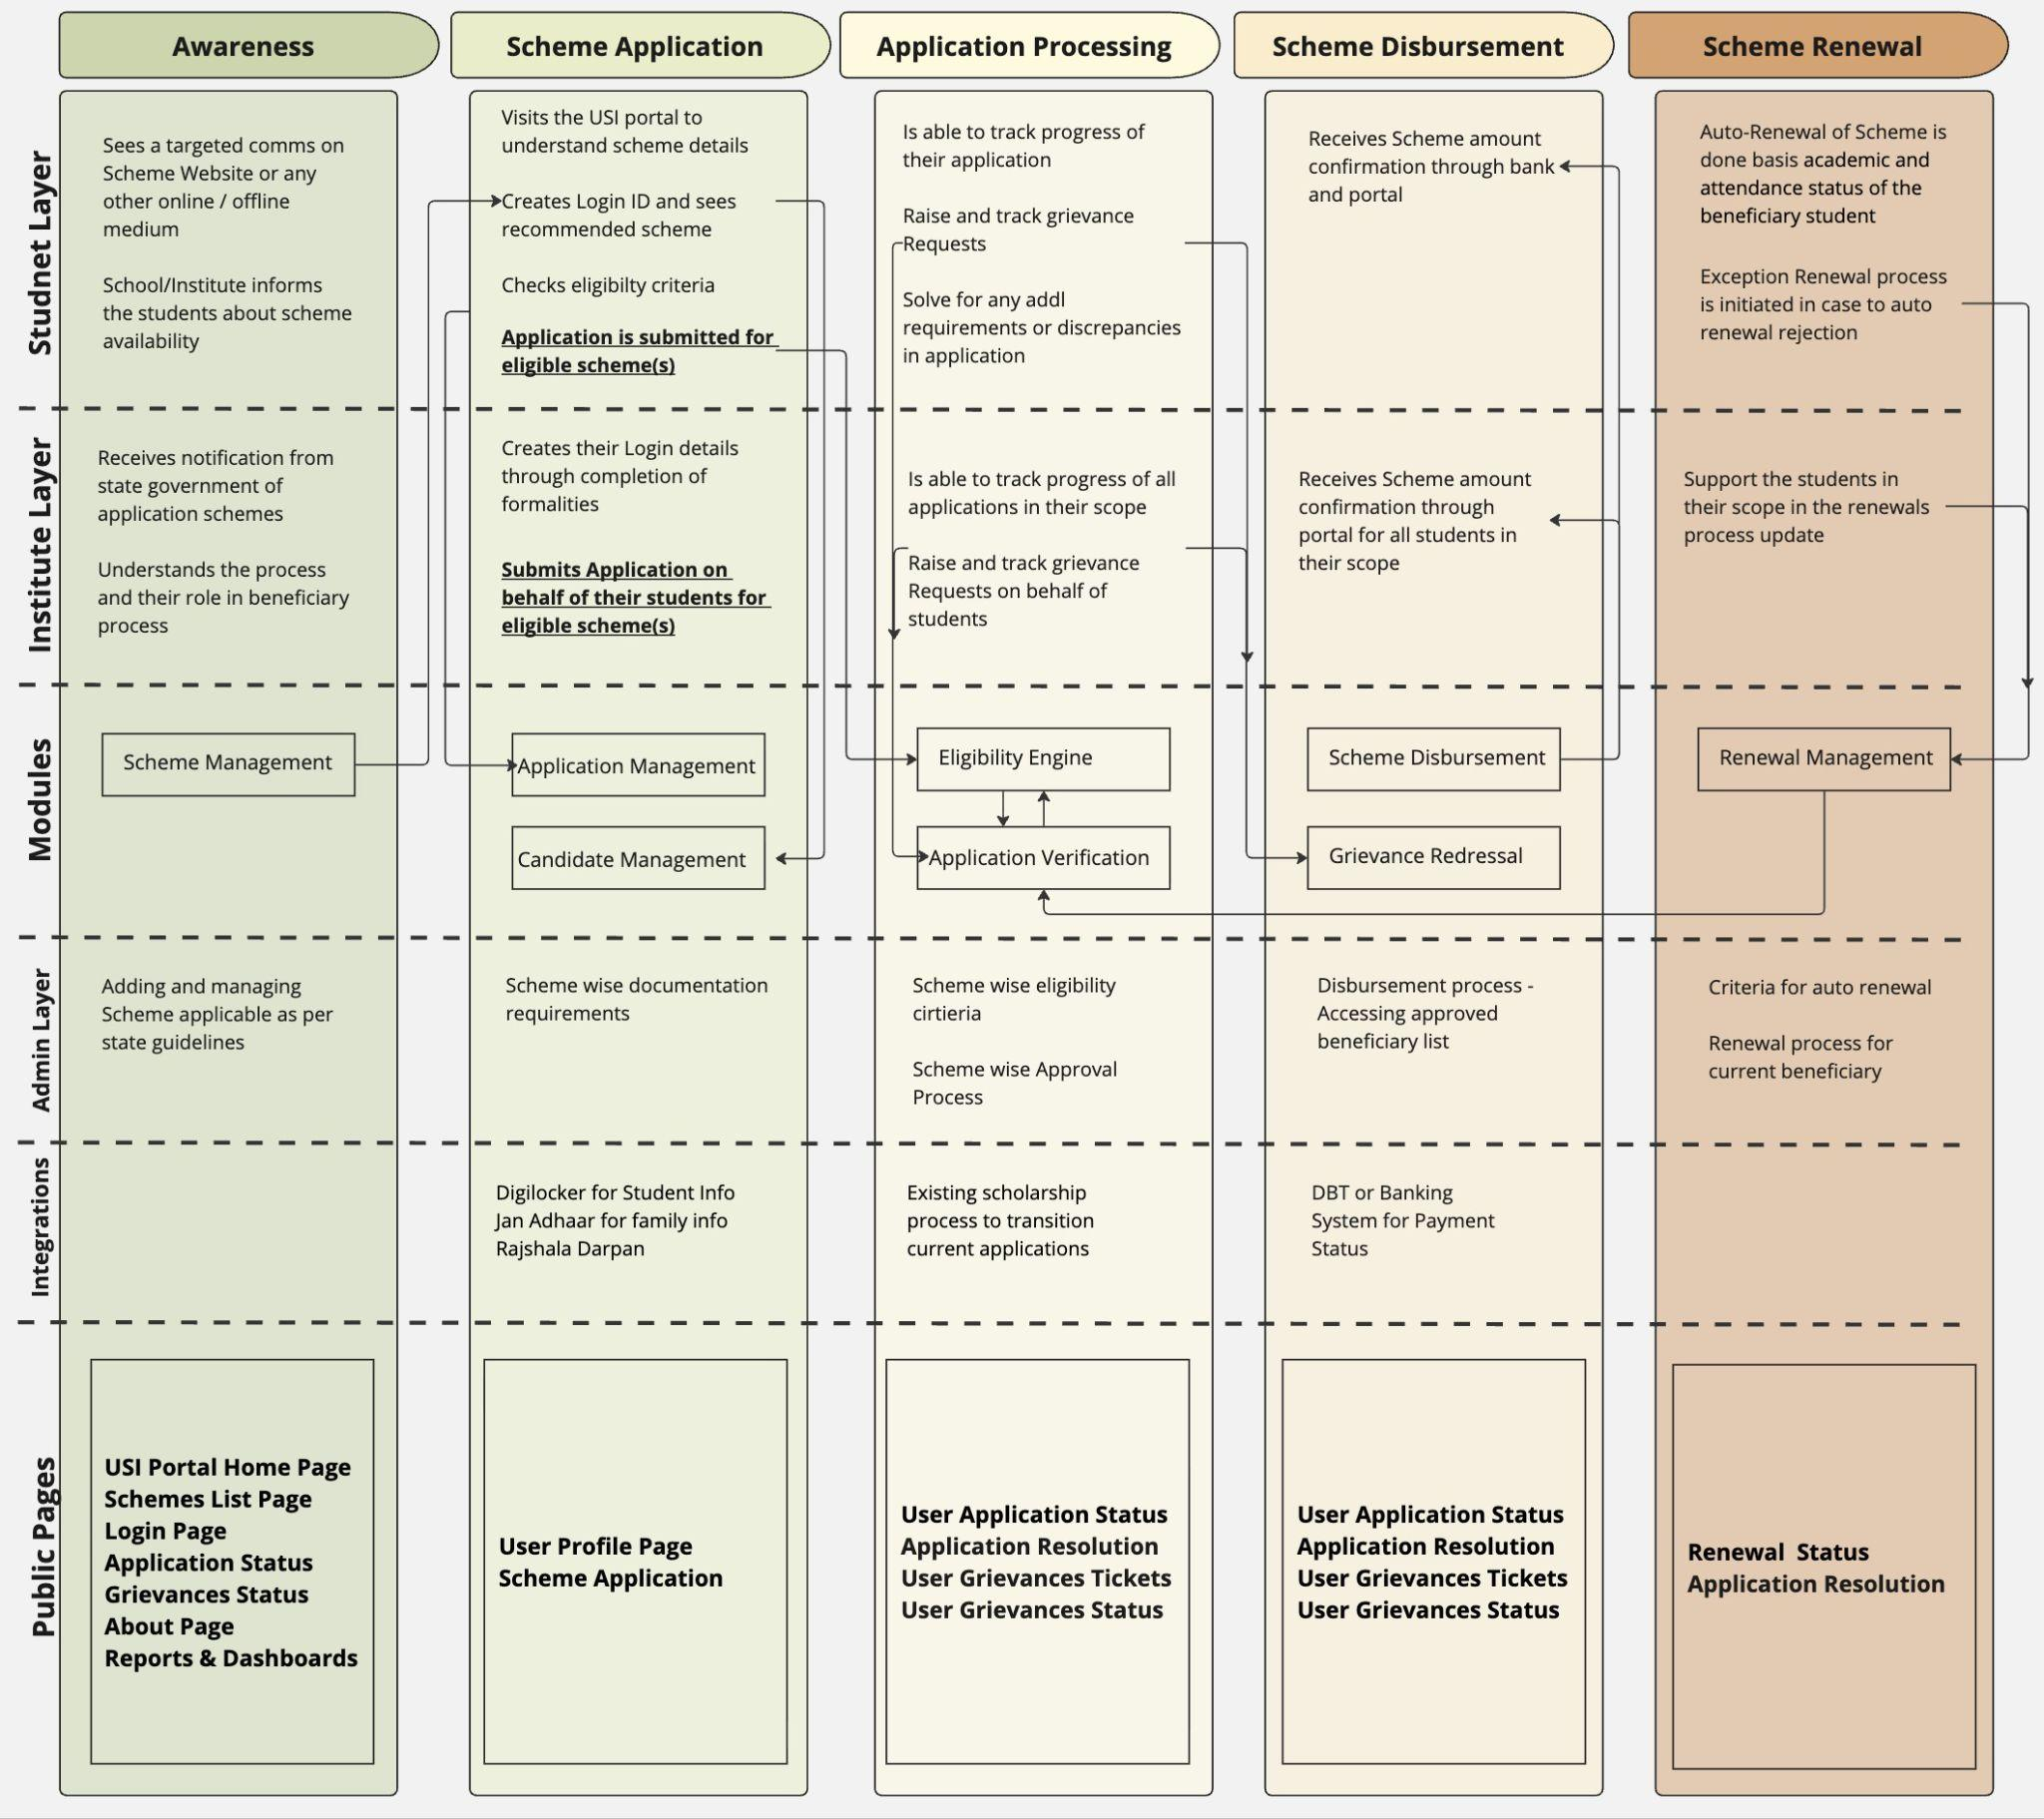 Awareness
Scheme Application
Application Processing
Scheme Disbursement
Scheme Renewal
Studnet Layer
Sees a targeted comms on
Scheme Website or any
other online / offline
medium
School/Institute informs
the students about scheme
availability
Visits the USI portal to
understand scheme details
Creates Login ID and sees
recommended scheme
Checks eligibilty criteria
Application is submitted for
eligible scheme(s)
Is able to track progress of
their application
Raise and track grievance
Requests
Solve for any addl
requirements or discrepancies
in application
Receives Scheme amount
confirmation through bank
and portal
Auto-Renewal of Scheme is
done basis academic and
attendance status of the
beneficiary student
Exception Renewal process
is initiated in case to auto
renewal rejection
Institute Layer
Receives notification from
state government of
application schemes
Understands the process
and their role in beneficiary
process
Creates their Login details
through completion of
formalities
Submits Application on
behalf of their students for
eligible scheme(s)
Is able to track progress of all
applications in their scope
Raise and track grievance
Requests on behalf of
students
Receives Scheme amount
confirmation through
portal for all students in
their scope
Support the students in
their scope in the renewals
process update
Modules
Scheme Management
Application Management
Candidate Management
Eligibility Engine
Application Verification
Scheme Disbursement
Grievance Redressal
Renewal Management
Admin Layer
Adding and managing
Scheme applicable as per
state guidelines
Scheme wise documentation
requirements
Scheme wise eligibility
cirtieria
Scheme wise Approval
Process
Disbursement process -
Accessing approved
beneficiary list
Criteria for auto renewal
Renewal process for
current beneficiary
Integrations
Digilocker for Student Info
Jan Adhaar for family info
Rajshala Darpan
Existing scholarship
process to transition
current applications
DBT or Banking
System for Payment
Status
Public Pages
USI Portal Home Page
Schemes List Page
Login Page
Application Status
Grievances Status
About Page
Reports & Dashboards
User Profile Page
Scheme Application
User Application Status
Application Resolution
User Grievances Tickets
User Grievances Status
User Application Status
Application Resolution
User Grievances Tickets
User Grievances Status
Renewal  Status
Application Resolution